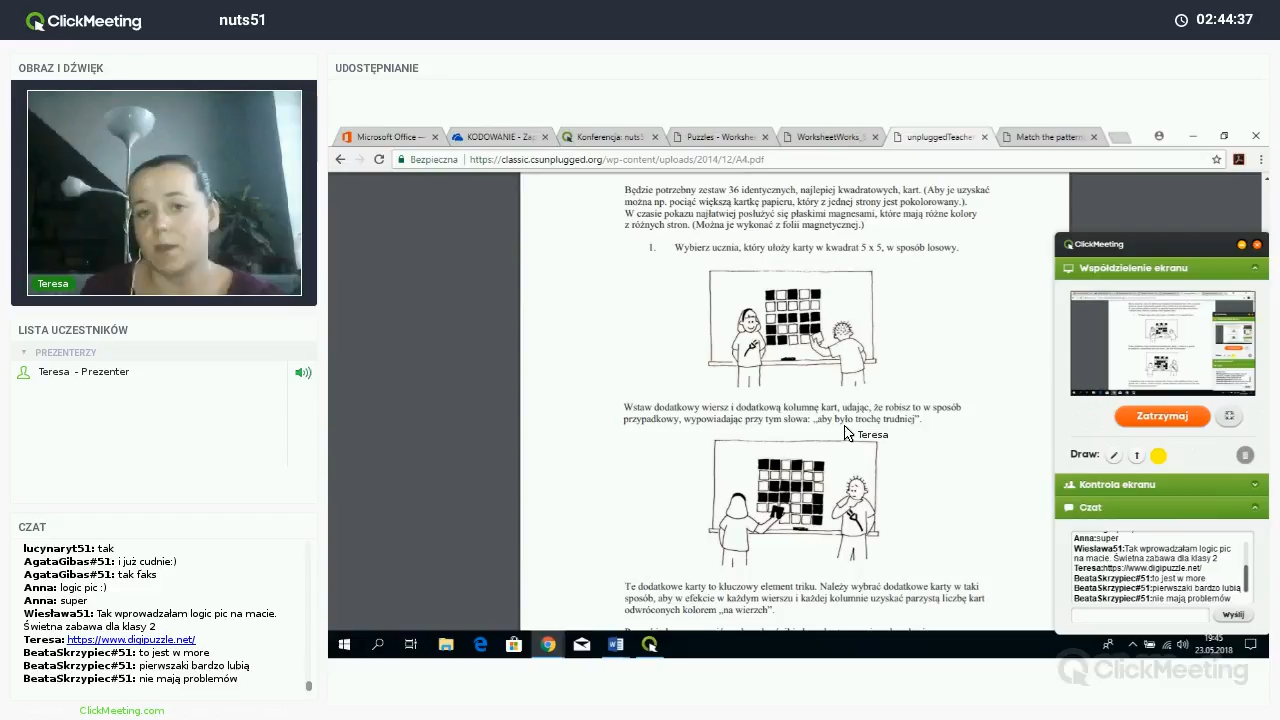 ClickMeeting
nuts51
02:44:37
OBRAZ I DŹWIĘK
UDOSTĘPNIANIE
Teresa
LISTA UCZESTNIKÓW
PREZENTERZY
Teresa - Prezenter
CZAT
lucynaryt51: tak
AgataGibas#51: i już cudnie:)
AgataGibas#51: tak faks
Anna: logic pic :)
Anna: super
Wiesława51: Tak wprowadzałam logic pic na macie.
Świetna zabawa dla klasy 2
Teresa: https://www.digipuzzle.net/
BeataSkrzypiec#51: to jest w more
BeataSkrzypiec#51: pierwszaki bardzo lubią
BeataSkrzypiec#51: nie mają problemów
ClickMeeting.com
Microsoft Office —
KODOWANIE - Zap
Konferencja: nuts5
Puzzles - Workshe
WorksheetWorks_S
unpluggedTeacher
Match the pattern
Bezpieczna
https://classic.csunplugged.org/wp-content/uploads/2014/12/A4.pdf
Będzie potrzebny zestaw 36 identycznych, najlepiej kwadratowych, kart. (Aby je uzyskać
można np. pociąć większą kartkę papieru, który z jednej strony jest pokolorowany.).
W czasie pokazu najłatwiej posłużyć się płaskimi magnesami, które mają różne kolory
z różnych stron. (Można je wykonać z folii magnetycznej.)
1. Wybierz ucznia, który ułoży karty w kwadrat 5 x 5, w sposób losowy.
Wstaw dodatkowy wiersz i dodatkową kolumnę kart, udając, że robisz to w sposób
przypadkowy, wypowiadając przy tym słowa: „aby było trochę trudniej”.
Teresa
Te dodatkowe karty to kluczowy element triku. Należy wybrać dodatkowe karty w taki
sposób, aby w efekcie w każdym wierszu i każdej kolumnie uzyskać parzystą liczbę kart
odwróconych kolorem „na wierzch”.
ClickMeeting
Współdzielenie ekranu
Zatrzymaj
Draw:
Kontrola ekranu
Czat
Anna:super
Wiesława51:Tak wprowadzałam logic pic
na macie. Świetna zabawa dla klasy 2
Teresa:https://www.digipuzzle.net/
BeataSkrzypiec#51:to jest w more
BeataSkrzypiec#51:pierwszaki bardzo lubią
BeataSkrzypiec#51:nie mają problemów
Wyślij
19:45
23.05.2018
ClickMeeting